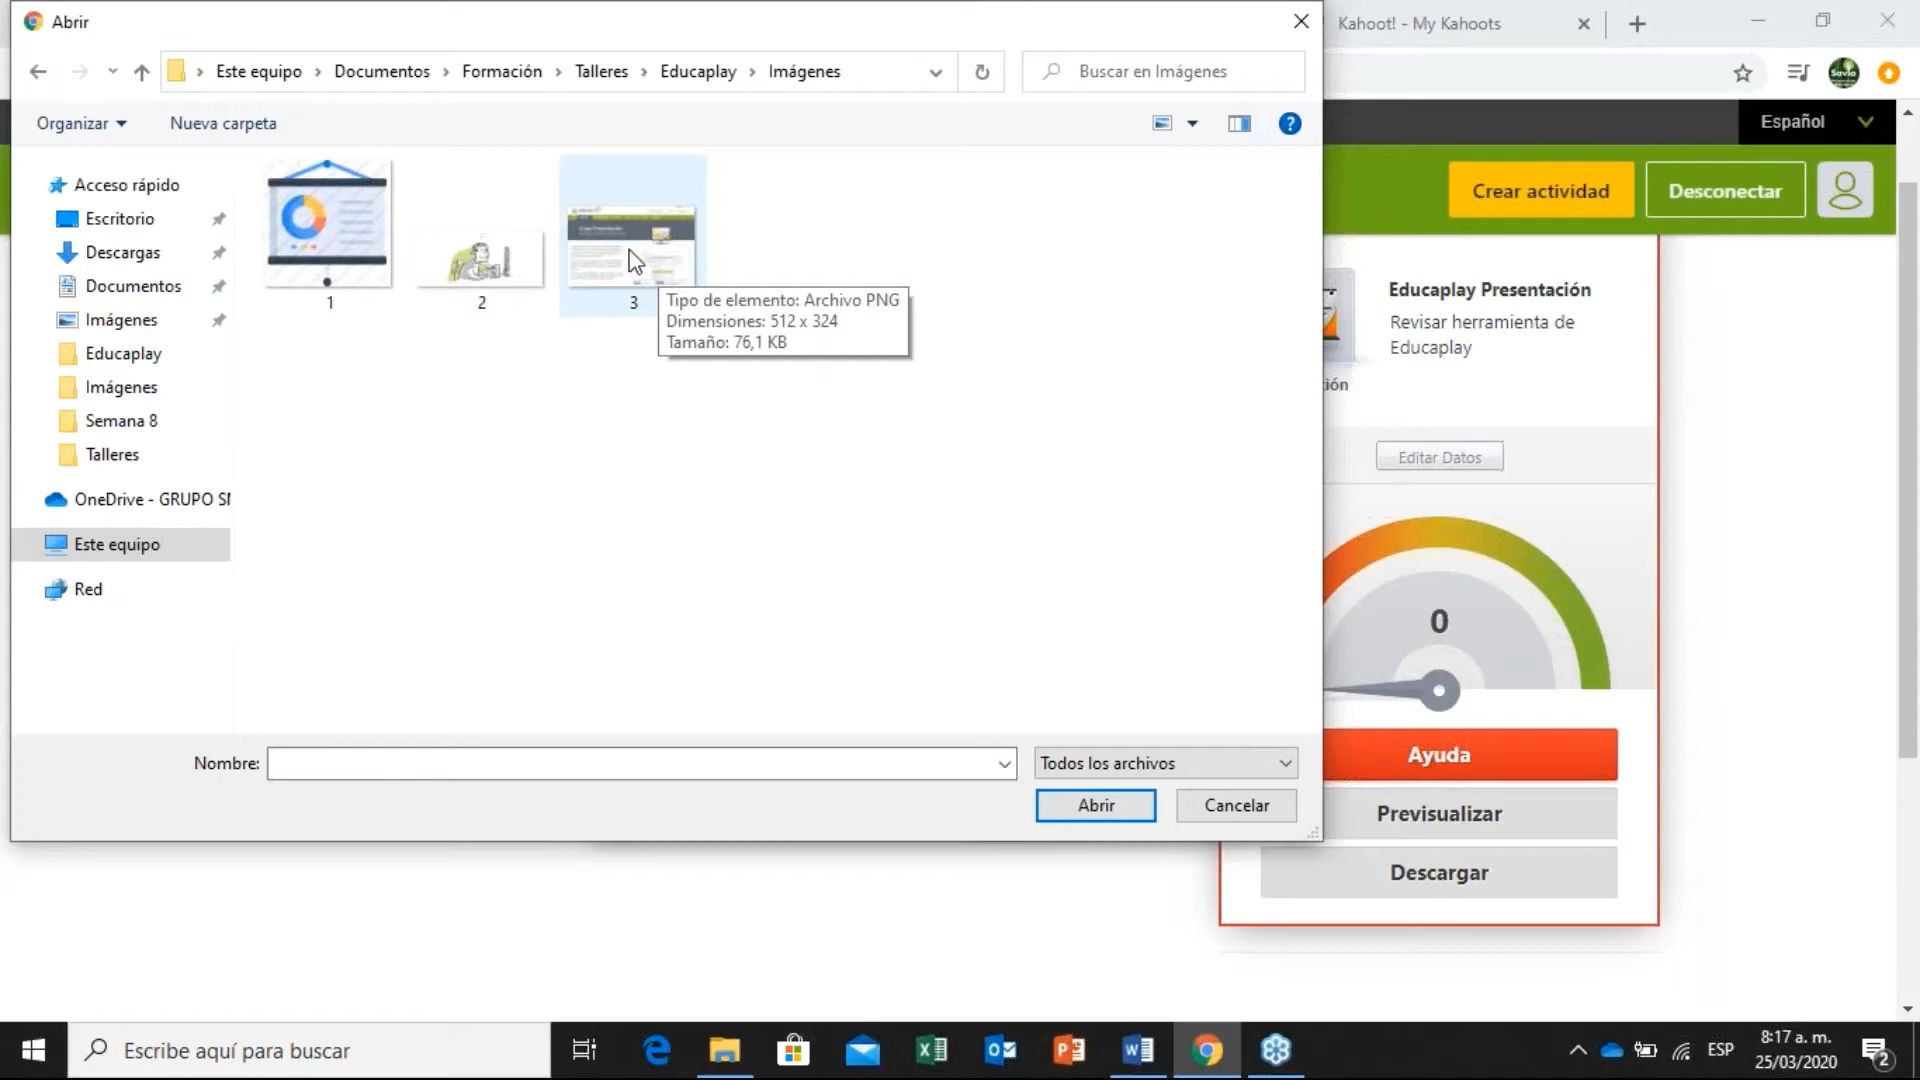 Abrir
Kahoot! - My Kahoots
Este equipo
Documentos
Formación
Talleres
Educaplay
Imágenes
Buscar en Imágenes
Organizar
Nueva carpeta
Español
Crear actividad
Desconectar
Acceso rápido
Escritorio
Descargas
Documentos
Imágenes
Educaplay
Imágenes
Semana 8
Talleres
OneDrive - GRUPO SM
Este equipo
Red
1
2
3
Tipo de elemento: Archivo PNG
Dimensiones: 512 x 324
Tamaño: 76,1 KB
Educaplay Presentación
Revisar herramienta de
Educaplay
ión
Editar Datos
0
Ayuda
Previsualizar
Descargar
Nombre:
Todos los archivos
Abrir
Cancelar
Escribe aquí para buscar
ESP
8:17 a. m.
25/03/2020
2